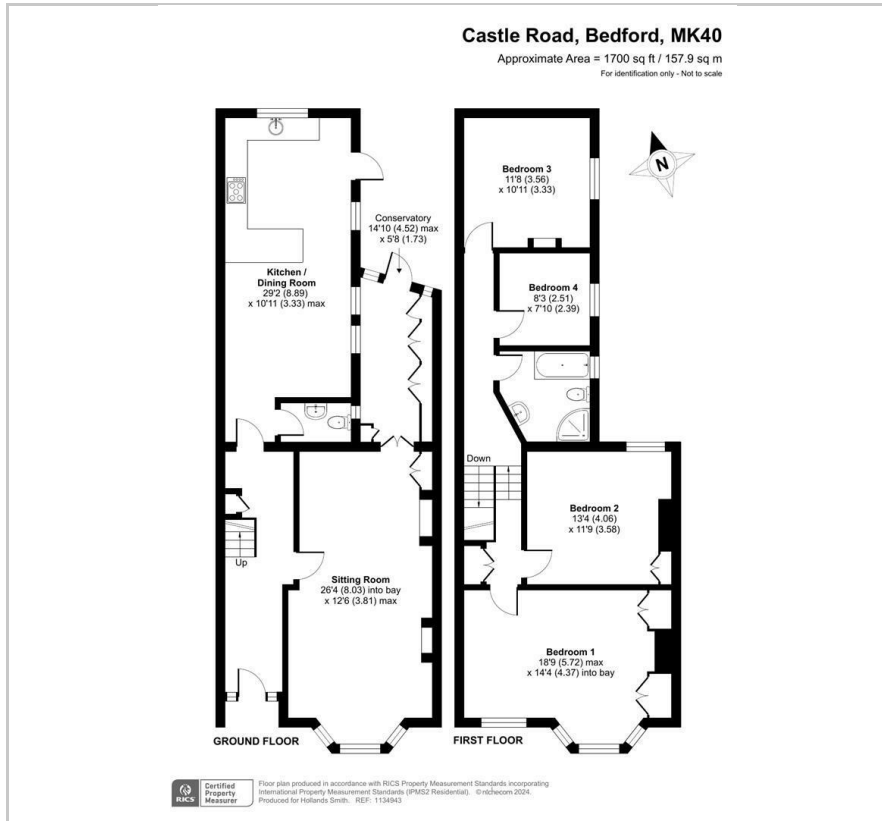 Castle Road, Bedford, MK40
Approximate Area = 1700 sq ft / 157.9 sq m
For identification only - Not to scale
N
Conservatory
14'10 (4.52) max
x 5'8 (1.73)
Kitchen /
Dining Room
29'2 (8.89)
x 10'11 (3.33) max
Up
Sitting Room
26'4 (8.03) into bay
x 12'6 (3.81) max
GROUND FLOOR
Bedroom 3
11'8 (3.56)
x 10'11 (3.33)
Bedroom 4
8'3 (2.51)
x 7'10 (2.39)
Down
Bedroom 2
13'4 (4.06)
x 11'9 (3.58)
Bedroom 1
18'9 (5.72) max
x 14'4 (4.37) into bay
FIRST FLOOR
RICS
Certified
Property
Measurer
Floor plan produced in accordance with RICS Property Measurement Standards incorporating
International Property Measurement Standards (IPMS2 Residential). ©nichecom 2024.
Produced for Hollands Smith. REF: 1134943